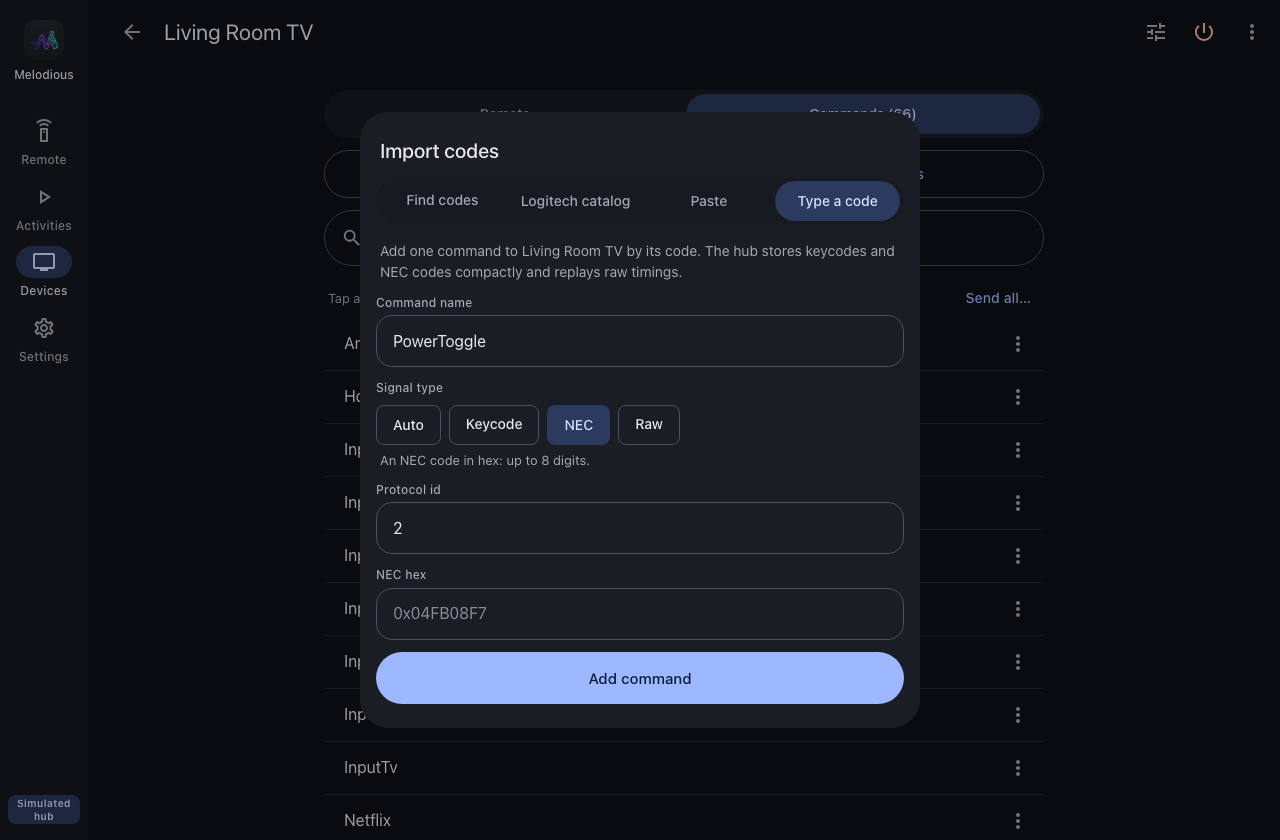 Living Room TV
Melodious
Remote
Activities
Devices
Settings
Simulated
hub
Import codes
Find codes
Logitech catalog
Paste
Type a code
Add one command to Living Room TV by its code. The hub stores keycodes and
NEC codes compactly and replays raw timings.
Command name
PowerToggle
Signal type
Auto
Keycode
NEC
Raw
An NEC code in hex: up to 8 digits.
Protocol id
2
NEC hex
0x04FB08F7
Add command
Tap a
Send all...
InputTv
Netflix